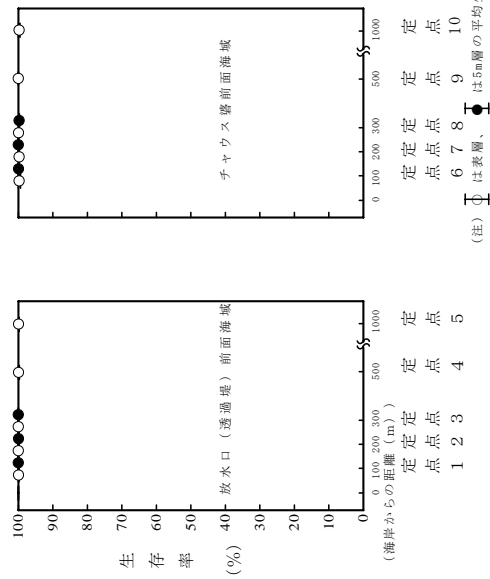 生存率
(%)
100
90
80
70
60
50
40
30
20
10
0
放水口（透過堤）前面海域
0 100 200 300 500 1000
(海岸からの距離（m）)
定点1 定点2 定点3 定点4 定点5
チャウス礬前面海域
0 100 200 300 500 1000
定点6 定点7 定点8 定点9 定点10
(注) は表層、 は5m層の平均